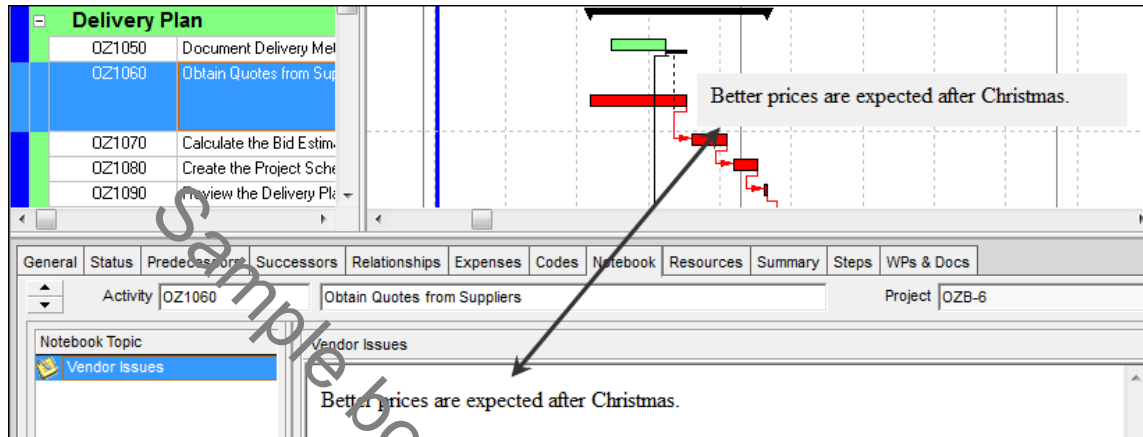 Delivery Plan
OZ1050 Document Delivery Met
OZ1060 Obtain Quotes from Sup
Better prices are expected after Christmas.
OZ1070 Calculate the Bid Estim
OZ1080 Create the Project Sche
OZ1090 Review the Delivery Pla
General Status Predecessors Successors Relationships Expenses Codes Notebook Resources Summary Steps WPs & Docs
Activity OZ1060 Obtain Quotes from Suppliers Project OZB-6
Notebook Topic Vendor Issues
Vendor Issues
Better prices are expected after Christmas.
Sample